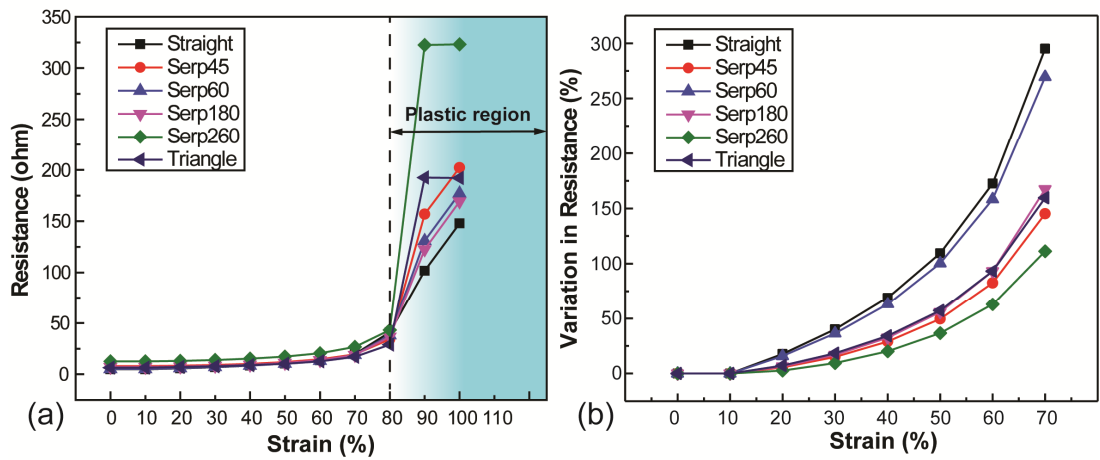 350
300
250
200
150
100
50
0
Resistance (ohm)
Straight
Serp45
Serp60
Serp180
Serp260
Triangle
Plastic region
0 10 20 30 40 50 60 70 80 90 100 110
Strain (%)
(a)
300
250
200
150
100
50
0
Variation in Resistance (%)
Straight
Serp45
Serp60
Serp180
Serp260
Triangle
0 10 20 30 40 50 60 70
Strain (%)
(b)